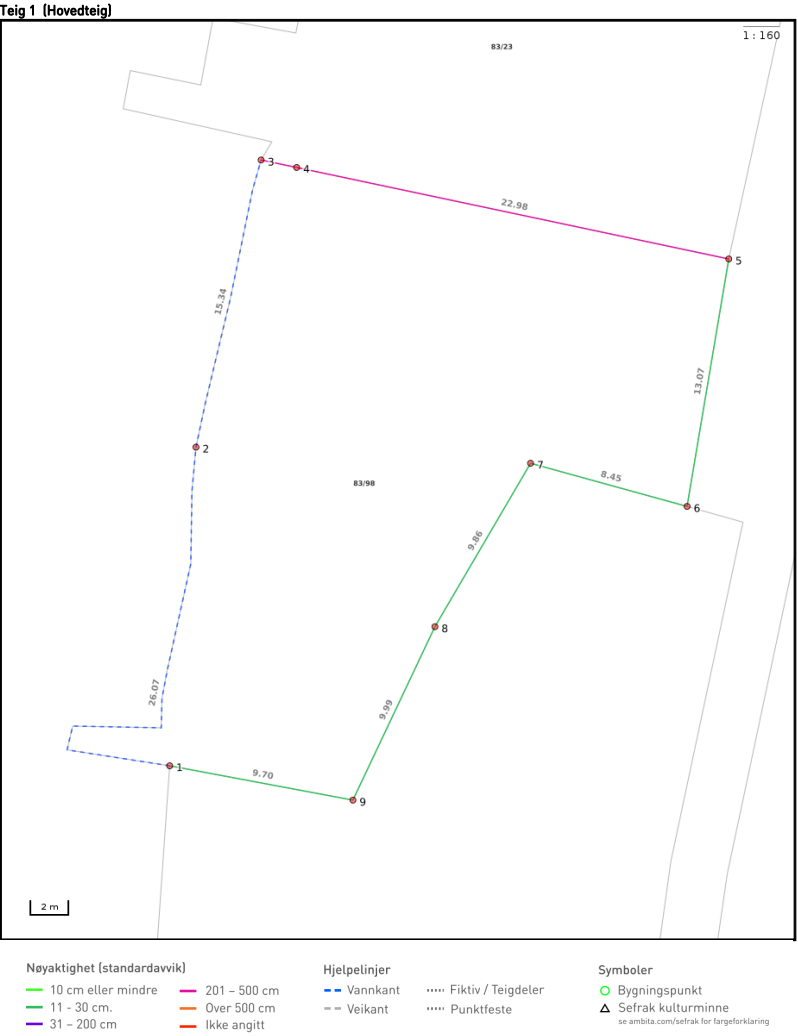 Teig 1 (Hovedteig)
83/23
1 : 160
3
4
22.98
5
15.34
13.07
2
7
83/98
8.45
6
9.86
8
26.07
9.99
1
9.70
9
2 m
Nøyaktighet (standardavvik)
10 cm eller mindre
11 - 30 cm.
31 – 200 cm
201 – 500 cm
Over 500 cm
Ikke angitt
Hjelpelinjer
Vannkant
Veikant
Fiktiv / Teigdeler
Punktfeste
Symboler
Bygningspunkt
Sefrak kulturminne
se ambita.com/sefrak for fargeforklaring